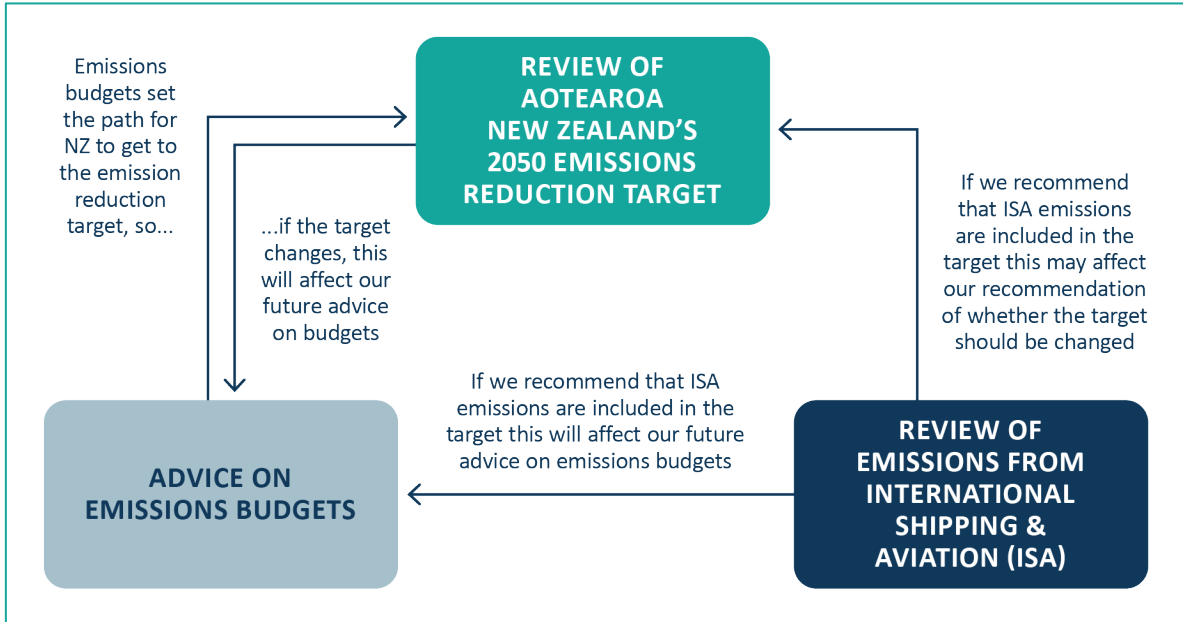 Emissions
budgets set
the path for
NZ to get to
the emission
reduction
target, so...
REVIEW OF
AOTEAROA
NEW ZEALAND’S
2050 EMISSIONS
REDUCTION TARGET
...if the target
changes, this
will affect our
future advice
on budgets
If we recommend
that ISA emissions
are included in the
target this may affect
our recommendation
of whether the target
should be changed
If we recommend that ISA
emissions are included in the
target this will affect our future
advice on emissions budgets
ADVICE ON
EMISSIONS BUDGETS
REVIEW OF
EMISSIONS FROM
INTERNATIONAL
SHIPPING &
AVIATION (ISA)